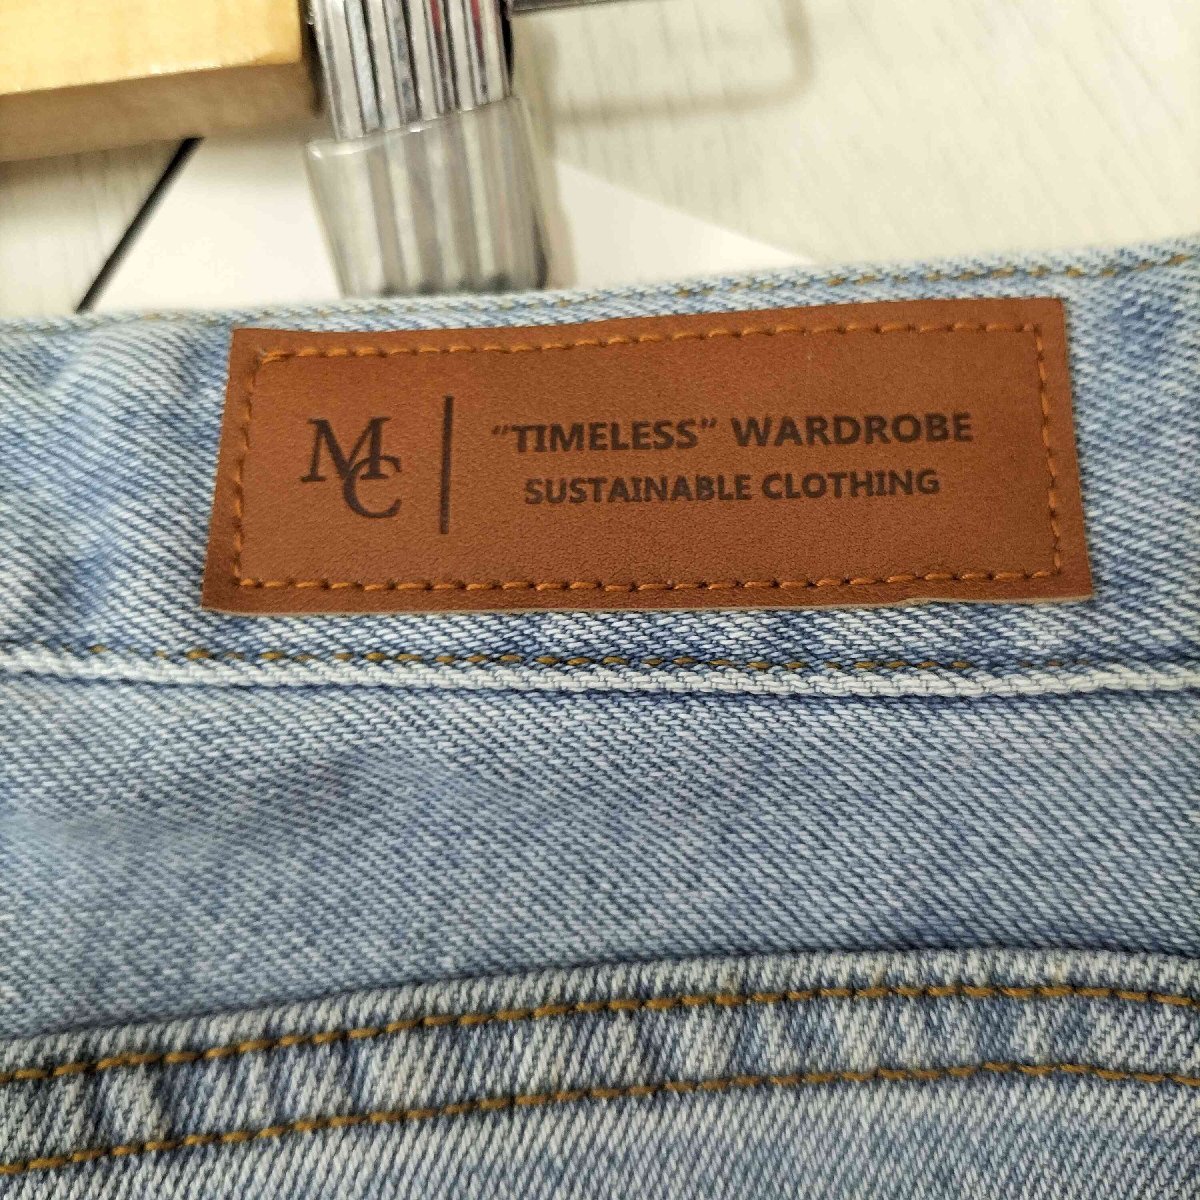 MC
“TIMELESS” WARDROBE
SUSTAINABLE CLOTHING